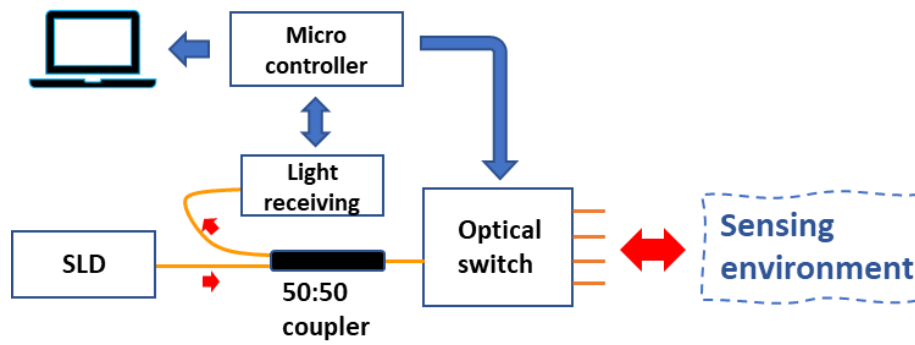 Micro
controller
Light
receiving
SLD
50:50
coupler
Optical
switch
Sensing
environment